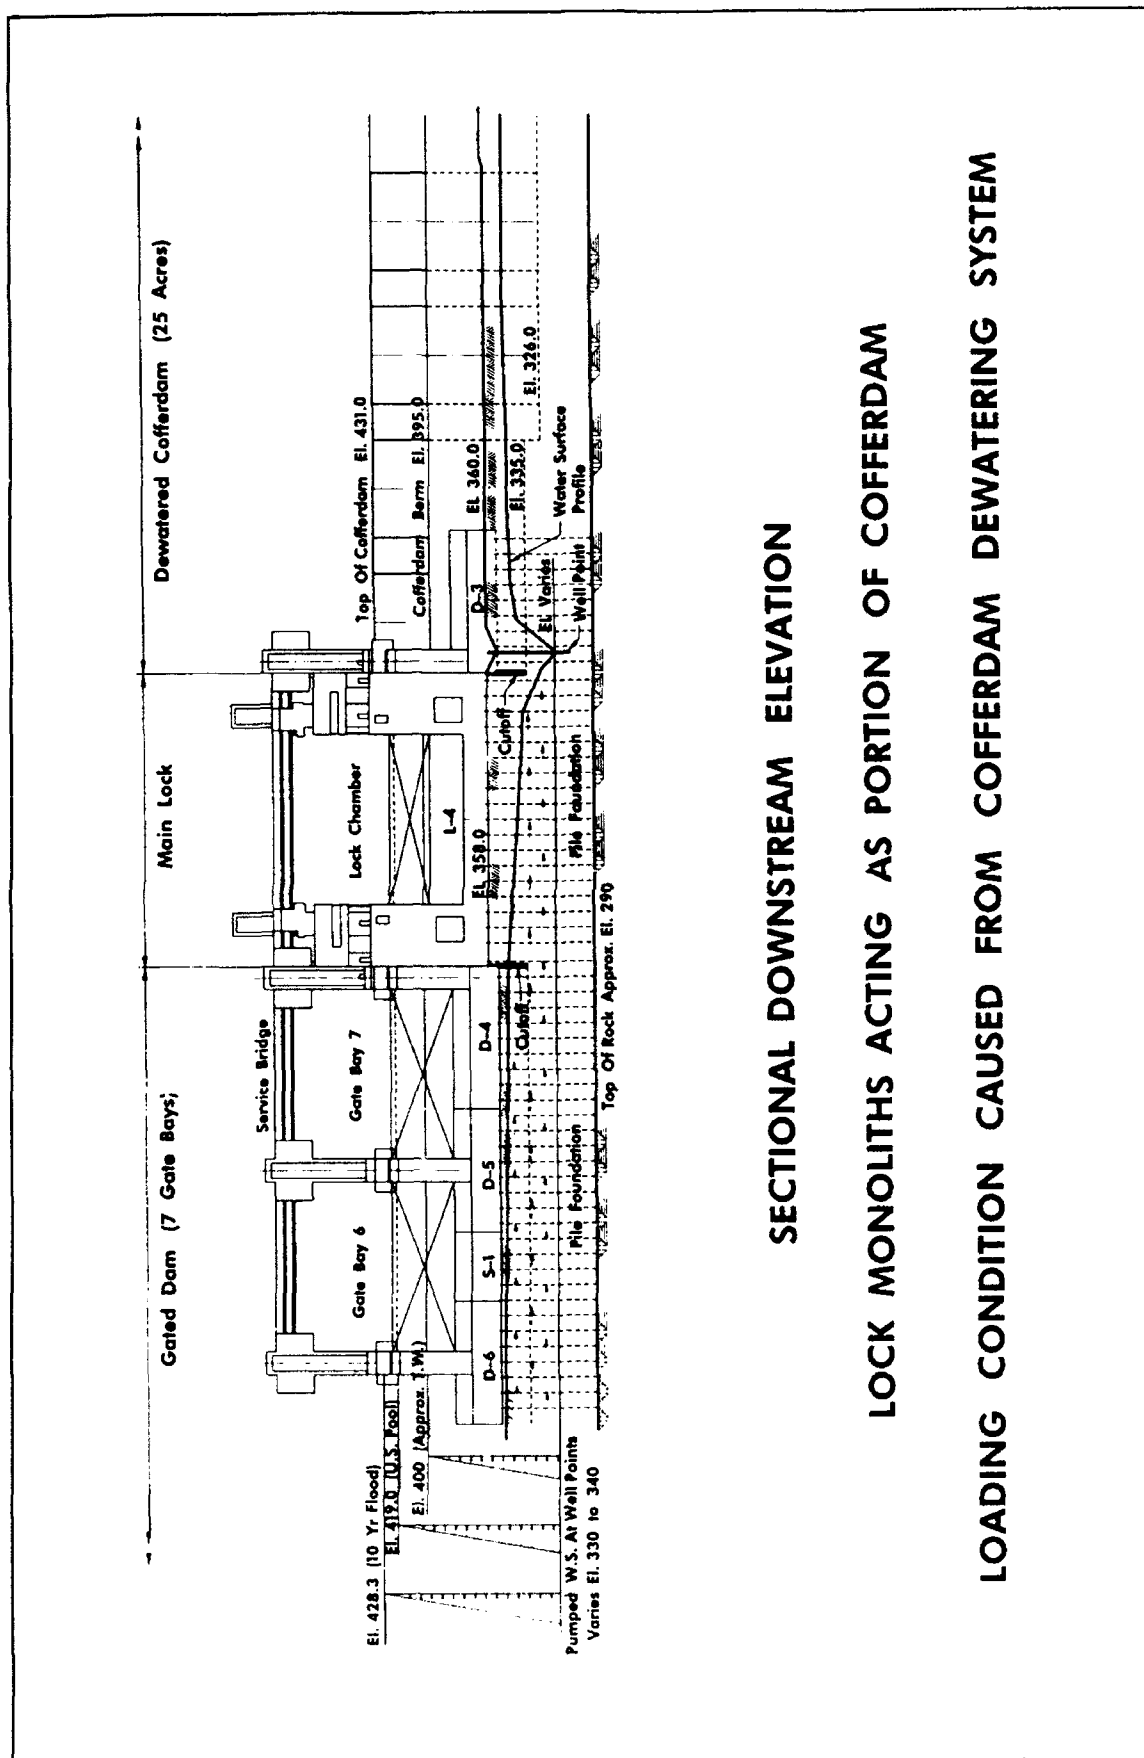 Gated Dam (7 Gate Bays;
Main Lock
Dewatered Cofferdam (25 Acres)
Service Bridge
Gate Bay 6
Gate Bay 7
Lock Chamber
Top Of Cofferdam El. 431.0
Cofferdam Berm El. 395.0
El. 428.3 (10 Yr Flood)
El. 419.0 (U.S. Pool)
El. 400 (Approx. T.W.)
D-6
S-1
D-5
D-4
L-4
D-3
El. 358.0
El. 360.0
El. 335.0
El. 326.0
Cutoff
Cutoff
El. Varies
Water Surface
Profile
Well Point
Pile Foundation
Pile Foundation
Pumped W.S. At Well Points
Varies El. 330 to 340
Top Of Rock Approx. El. 290
SECTIONAL DOWNSTREAM ELEVATION
LOCK MONOLITHS ACTING AS PORTION OF COFFERDAM
LOADING CONDITION CAUSED FROM COFFERDAM DEWATERING SYSTEM